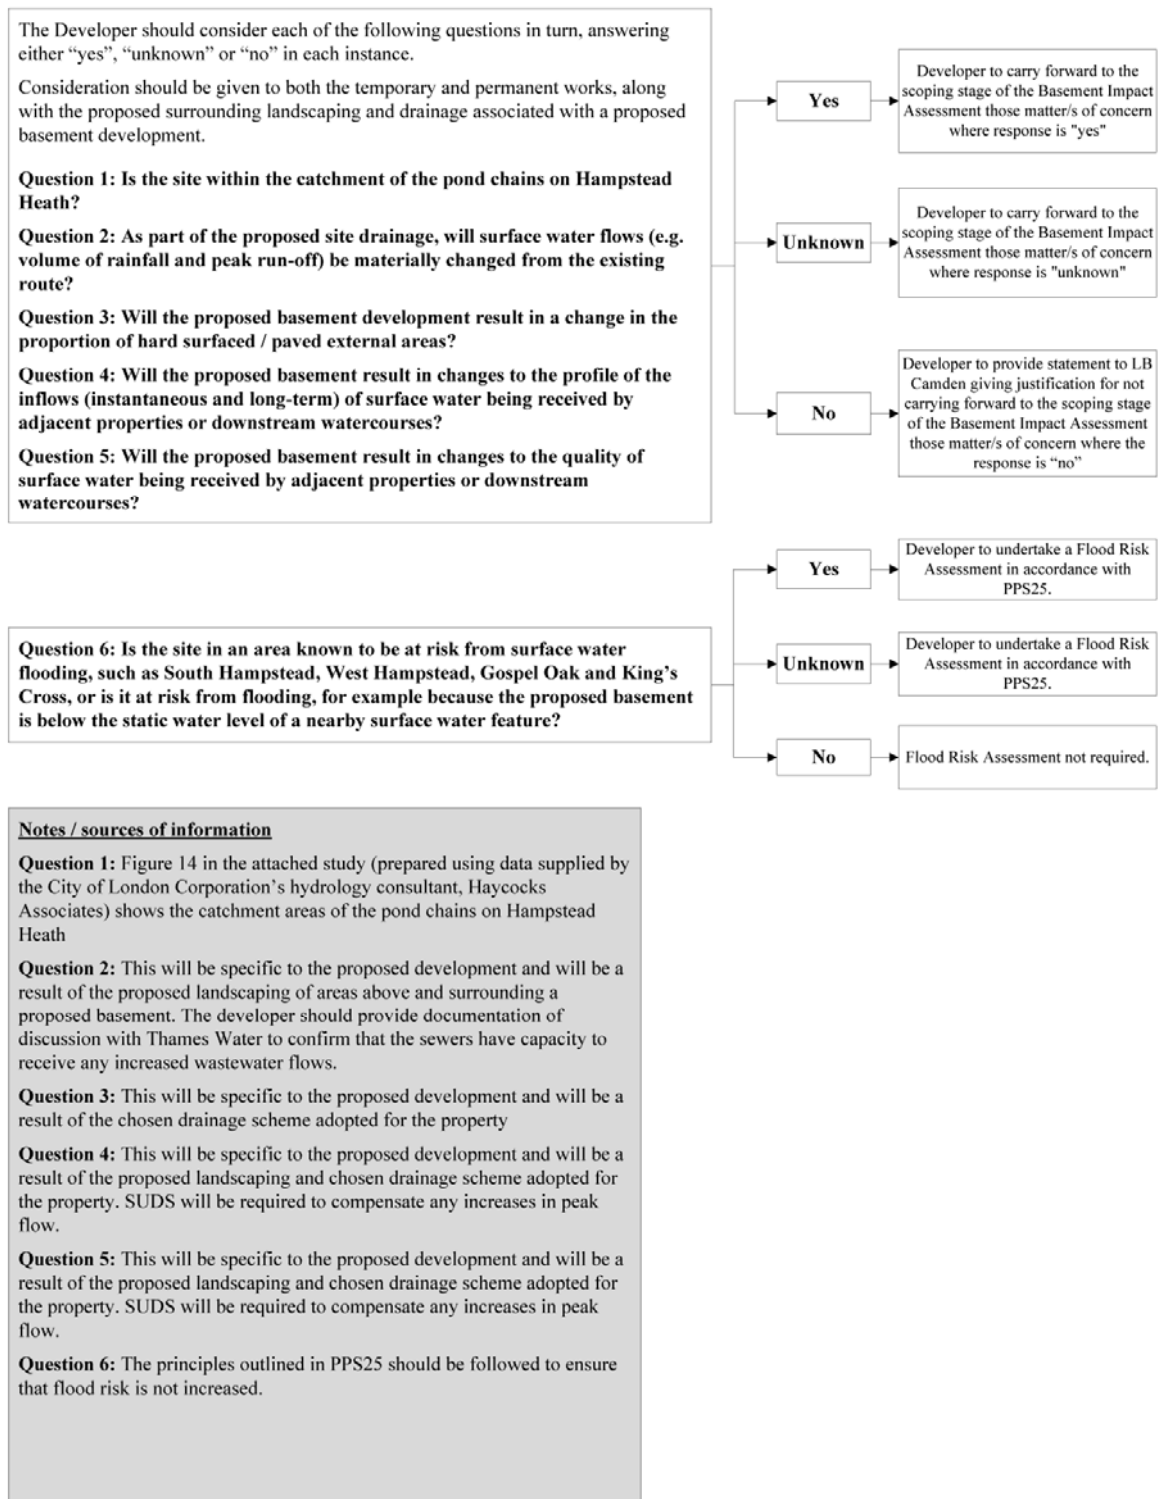 The Developer should consider each of the following questions in turn, answering
either “yes”, “unknown” or “no” in each instance.
Consideration should be given to both the temporary and permanent works, along
with the proposed surrounding landscaping and drainage associated with a proposed
basement development.
Question 1: Is the site within the catchment of the pond chains on Hampstead
Heath?
Question 2: As part of the proposed site drainage, will surface water flows (e.g.
volume of rainfall and peak run-off) be materially changed from the existing
route?
Question 3: Will the proposed basement development result in a change in the
proportion of hard surfaced / paved external areas?
Question 4: Will the proposed basement result in changes to the profile of the
inflows (instantaneous and long-term) of surface water being received by
adjacent properties or downstream watercourses?
Question 5: Will the proposed basement result in changes to the quality of
surface water being received by adjacent properties or downstream
watercourses?
Yes
Developer to carry forward to the
scoping stage of the Basement Impact
Assessment those matter/s of concern
where response is "yes"
Unknown
Developer to carry forward to the
scoping stage of the Basement Impact
Assessment those matter/s of concern
where response is "unknown"
No
Developer to provide statement to LB
Camden giving justification for not
carrying forward to the scoping stage
of the Basement Impact Assessment
those matter/s of concern where the
response is “no”
Question 6: Is the site in an area known to be at risk from surface water
flooding, such as South Hampstead, West Hampstead, Gospel Oak and King’s
Cross, or is it at risk from flooding, for example because the proposed basement
is below the static water level of a nearby surface water feature?
Yes
Developer to undertake a Flood Risk
Assessment in accordance with
PPS25.
Unknown
Developer to undertake a Flood Risk
Assessment in accordance with
PPS25.
No
Flood Risk Assessment not required.
Notes / sources of information
Question 1: Figure 14 in the attached study (prepared using data supplied by
the City of London Corporation’s hydrology consultant, Haycocks
Associates) shows the catchment areas of the pond chains on Hampstead
Heath
Question 2: This will be specific to the proposed development and will be a
result of the proposed landscaping of areas above and surrounding a
proposed basement. The developer should provide documentation of
discussion with Thames Water to confirm that the sewers have capacity to
receive any increased wastewater flows.
Question 3: This will be specific to the proposed development and will be a
result of the chosen drainage scheme adopted for the property
Question 4: This will be specific to the proposed development and will be a
result of the proposed landscaping and chosen drainage scheme adopted for
the property. SUDS will be required to compensate any increases in peak
flow.
Question 5: This will be specific to the proposed development and will be a
result of the proposed landscaping and chosen drainage scheme adopted for
the property. SUDS will be required to compensate any increases in peak
flow.
Question 6: The principles outlined in PPS25 should be followed to ensure
that flood risk is not increased.